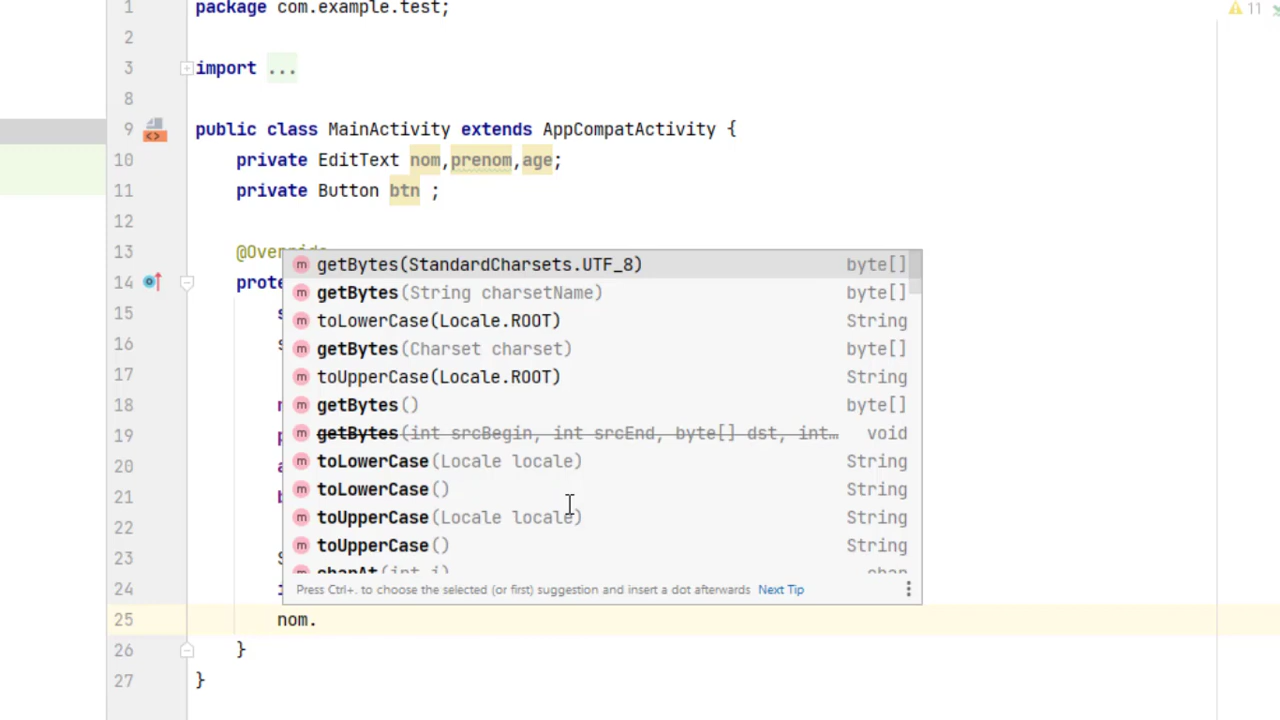 1 package com.example.test;
11
2
3 import ...
8
9 public class MainActivity extends AppCompatActivity {
10 private EditText nom,prenom,age;
11 private Button btn ;
12
13
14
15
16
17
18
19
20
21
22
23
24
getBytes(StandardCharsets.UTF_8) byte[]
getBytes(String charsetName) byte[]
toLowerCase(Locale.ROOT) String
getBytes(Charset charset) byte[]
toUpperCase(Locale.ROOT) String
getBytes() byte[]
getBytes(int srcBegin, int srcEnd, byte[] dst, int… void
toLowerCase(Locale locale) String
toLowerCase() String
toUpperCase(Locale locale) String
toUpperCase() String
charAt(int i) char
Press Ctrl+. to choose the selected (or first) suggestion and insert a dot afterwards Next Tip
25 nom.
26 }
27 }